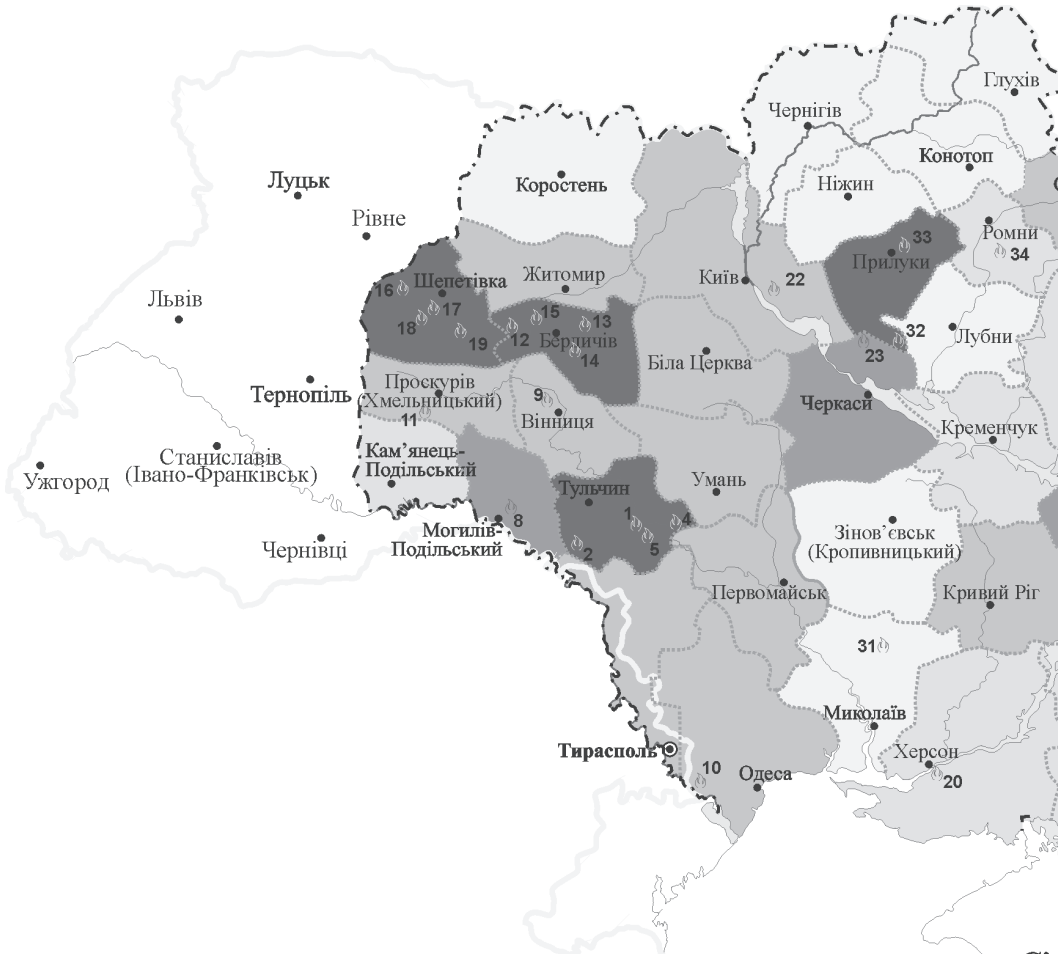 Глухів
Чернігів
Конотоп
Луцьк
Коростень
Ніжин
Рівне
33
Ромни
34
Прилуки
Житомир
Київ
22
Шепетівка
16
17
Львів
15
13
18
19
12
Бердичів
14
32
Лубни
23
Біла Церква
Проскурів
(Хмельницький)
Тернопіль
9
11
Вінниця
Черкаси
Кременчук
Кам’янець-
Подільський
Станиславів
(Івано-Франківськ)
Ужгород
Тульчин
Умань
1
4
8
Могилів-
Подільський
2
5
Зінов’євськ
(Кропивницький)
Чернівці
Первомайськ
Кривий Ріг
31
Миколаїв
Тирасполь
Херсон
10
Одеса
20